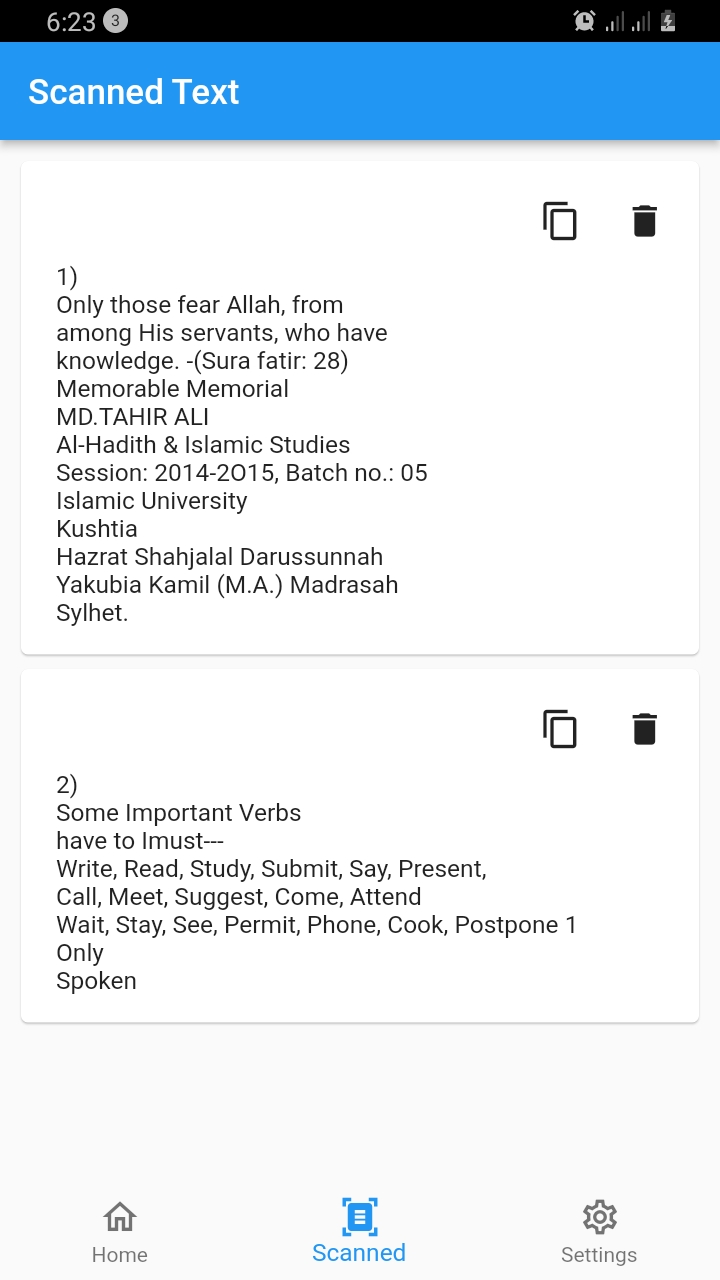 6:23 3
Scanned Text
1)
Only those fear Allah, from
among His servants, who have
knowledge. -(Sura fatir: 28)
Memorable Memorial
MD.TAHIR ALI
Al-Hadith & Islamic Studies
Session: 2014-2O15, Batch no.: 05
Islamic University
Kushtia
Hazrat Shahjalal Darussunnah
Yakubia Kamil (M.A.) Madrasah
Sylhet.
2)
Some Important Verbs
have to Imust---
Write, Read, Study, Submit, Say, Present,
Call, Meet, Suggest, Come, Attend
Wait, Stay, See, Permit, Phone, Cook, Postpone 1
Only
Spoken
Home Scanned Settings